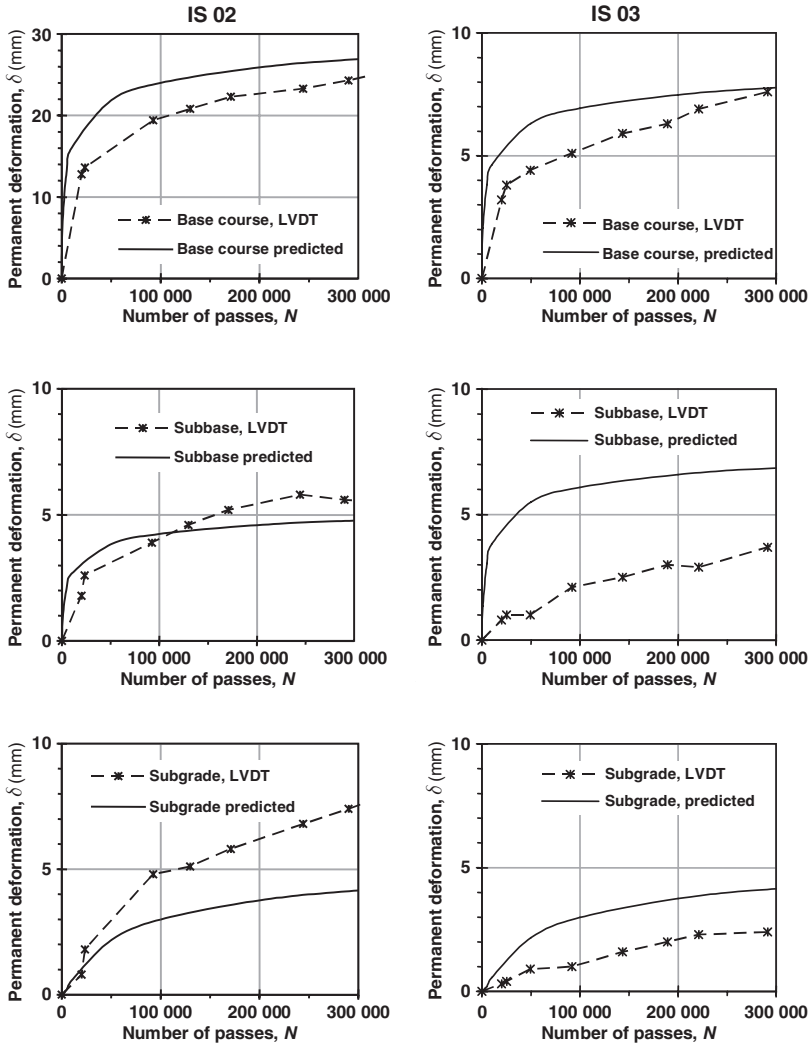 IS 02
Permanent deformation, δ (mm)
30
20
10
0
Base course, LVDT
Base course predicted
0 100 000 200 000 300 000
Number of passes, N
IS 03
Permanent deformation, δ (mm)
10
5
0
Base course, LVDT
Base course, predicted
0 100 000 200 000 300 000
Number of passes, N
Permanent deformation, δ (mm)
10
5
0
Subbase, LVDT
Subbase predicted
0 100 000 200 000 300 000
Number of passes, N
Permanent deformation, δ (mm)
10
5
0
Subbase, LVDT
Subbase, predicted
0 100 000 200 000 300 000
Number of passes, N
Permanent deformation, δ (mm)
10
5
0
Subgrade, LVDT
Subgrade predicted
0 100 000 200 000 300 000
Number of passes, N
Permanent deformation, δ (mm)
10
5
0
Subgrade, LVDT
Subgrade, predicted
0 100 000 200 000 300 000
Number of passes, N